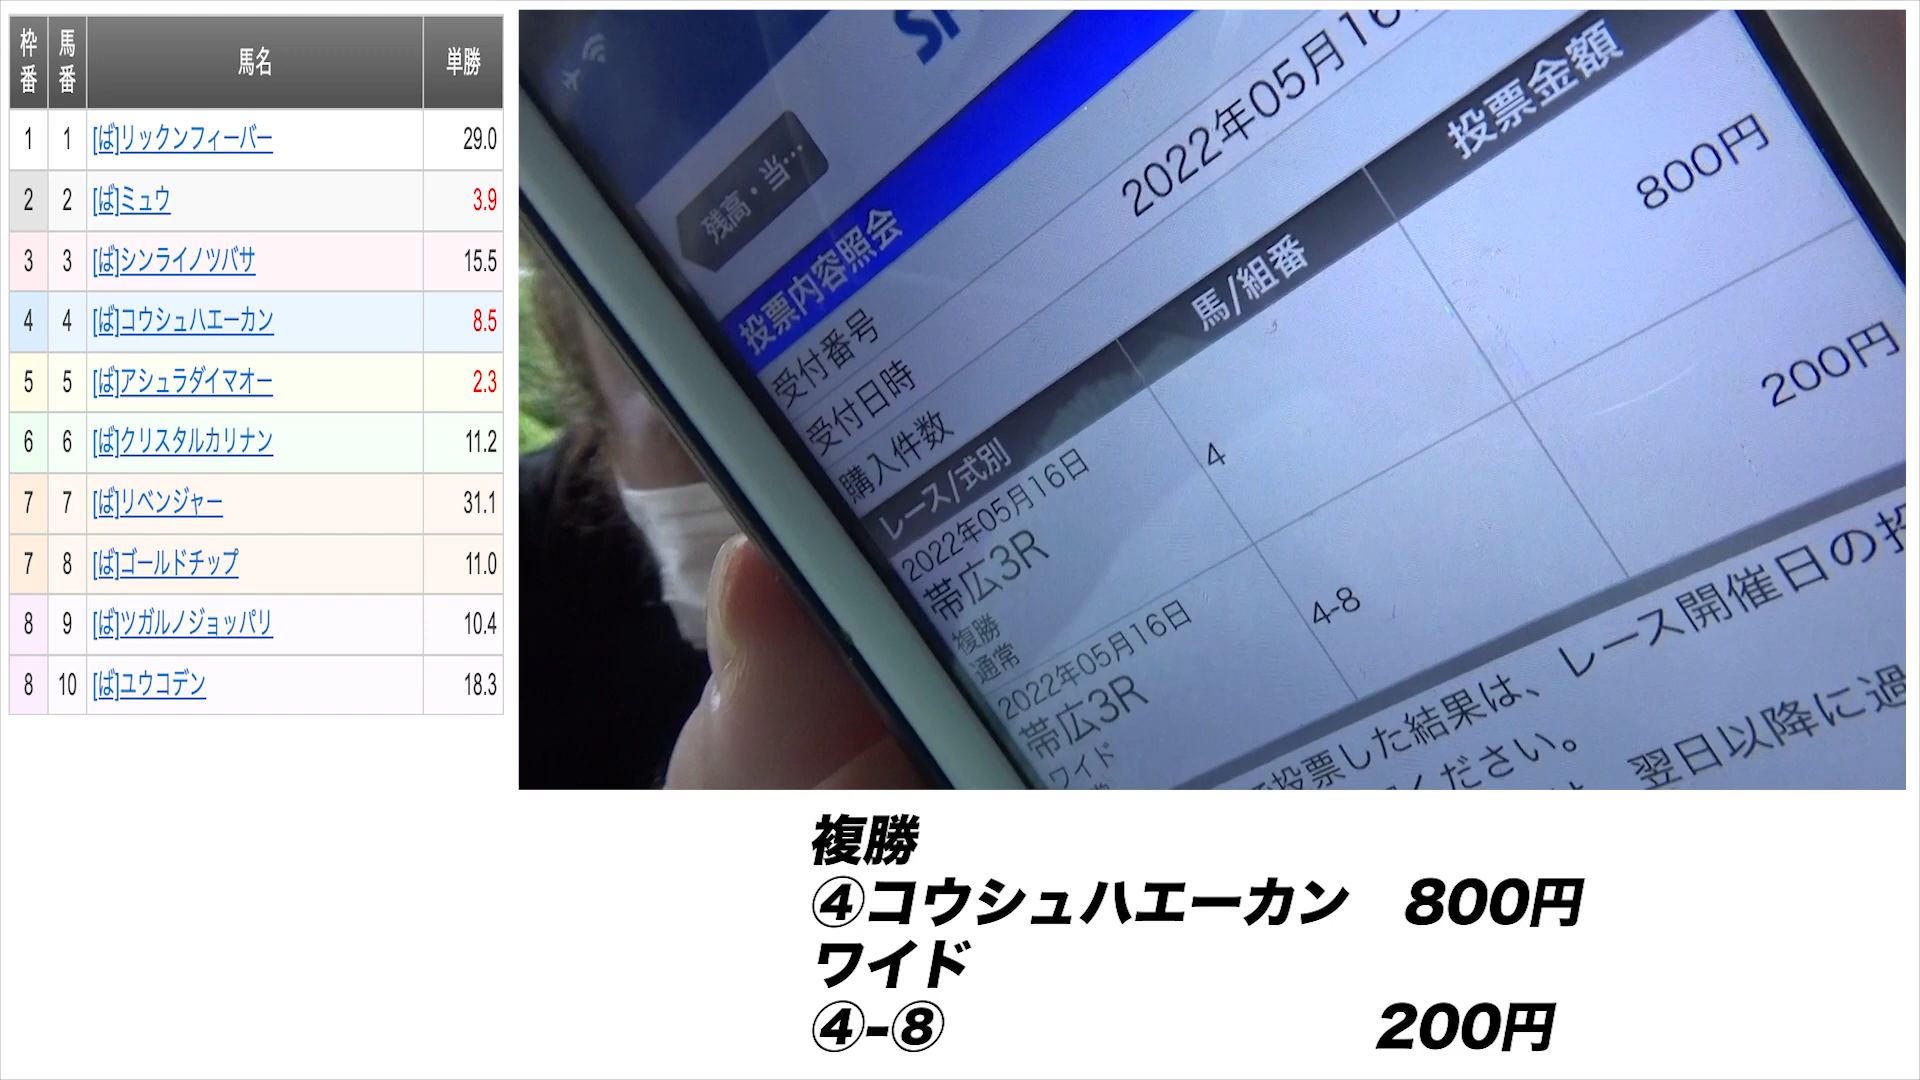 枠番 馬番 馬名 単勝
1 1 [ば]リックンフィーバー 29.0
2 2 [ば]ミュウ 3.9
3 3 [ば]シンライノツバサ 15.5
4 4 [ば]コウシュハエーカン 8.5
5 5 [ば]アシュラダイマオー 2.3
6 6 [ば]クリスタルカリナン 11.2
7 7 [ば]リベンジャー 31.1
7 8 [ば]ゴールドチップ 11.0
8 9 [ば]ツガルノジョッパリ 10.4
8 10 [ば]ユウコデン 18.3
残高・当…
投票内容照会
受付番号
受付日時 2022年05月16
購入件数
レース/式別 馬/組番 投票金額
2022年05月16日
帯広3R 4 800円
複勝
通常
2022年05月16日
帯広3R 4-8 200円
ワイド
投票した結果は、レース開催日の投
ください。
翌日以降に過
複勝
④コウシュハエーカン 800円
ワイド
④-⑧ 200円